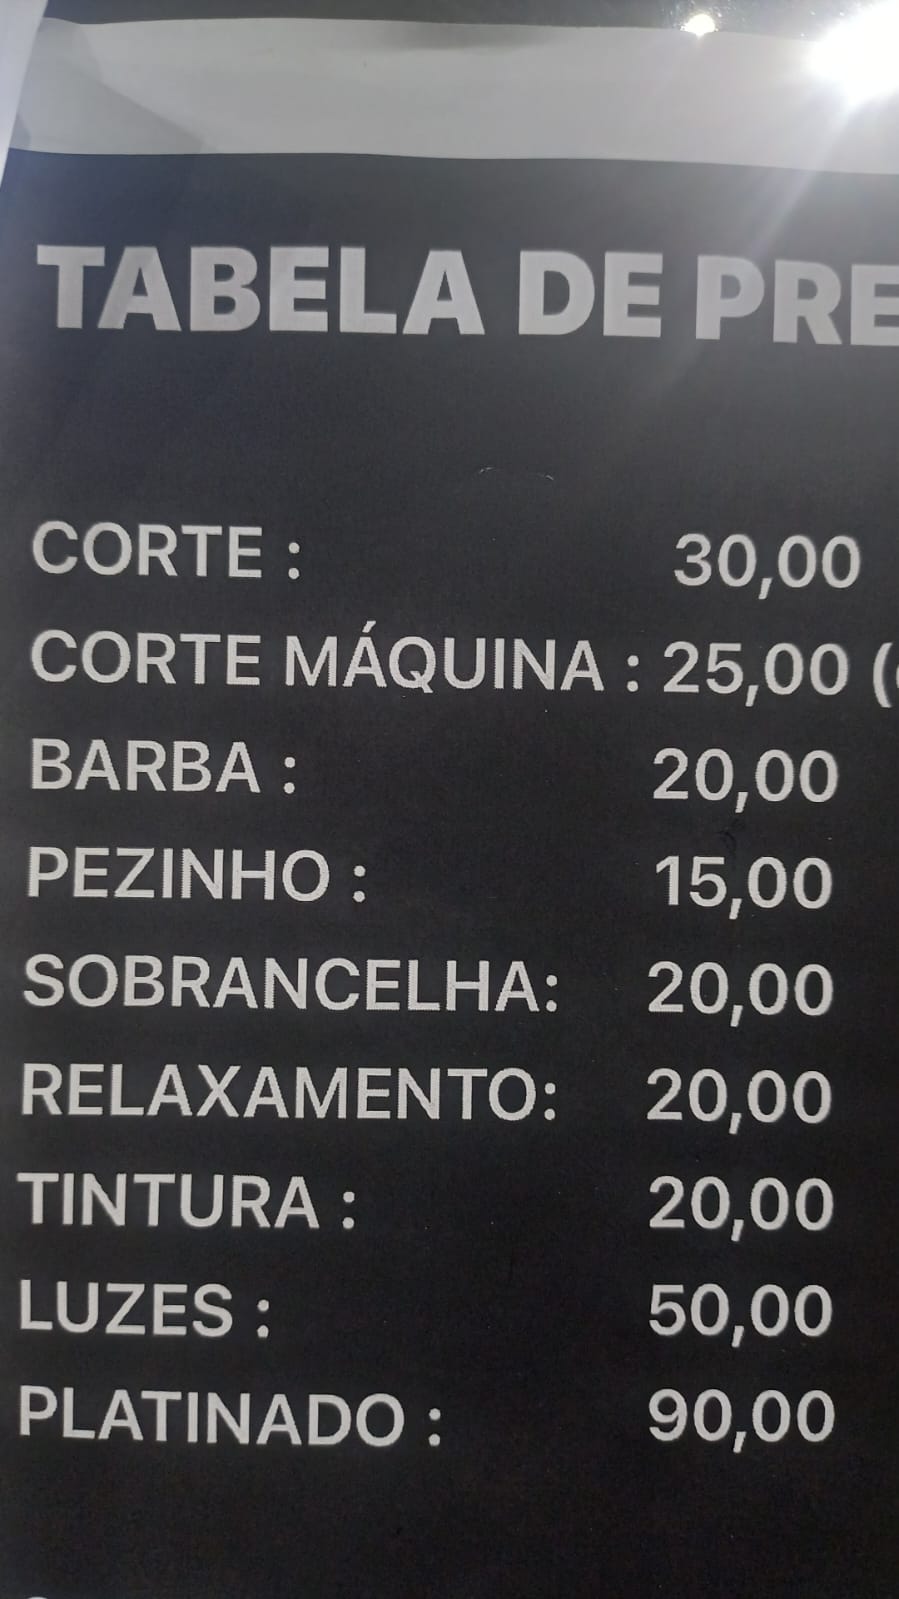 TABELA DE PRE
CORTE : 30,00
CORTE MÁQUINA : 25,00 (
BARBA : 20,00
PEZINHO : 15,00
SOBRANCELHA: 20,00
RELAXAMENTO: 20,00
TINTURA : 20,00
LUZES : 50,00
PLATINADO : 90,00